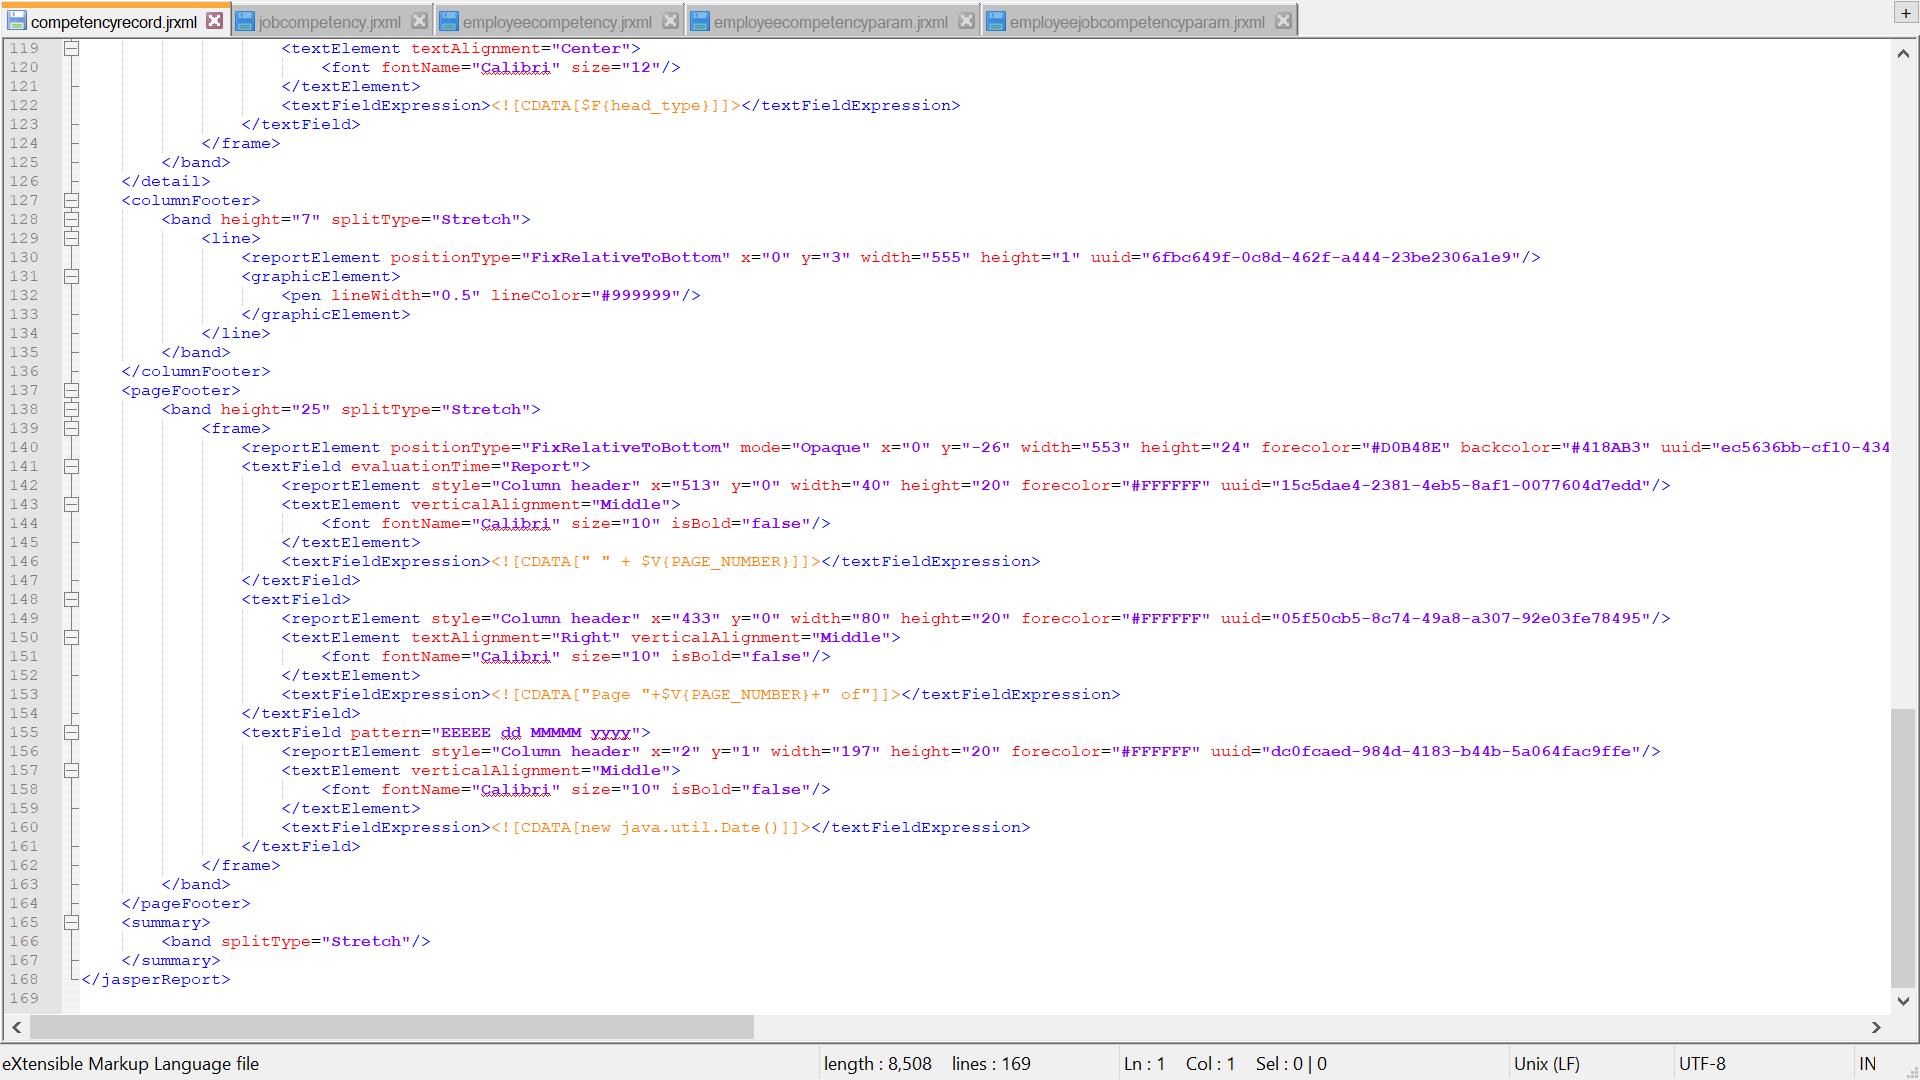 competencyrecord.jrxml jobcompetency.jrxml employeecompetency.jrxml employeecompetencyparam.jrxml employeejobcompetencyparam.jrxml +
119 <textElement textAlignment="Center">
120 <font fontName="Calibri" size="12"/>
121 </textElement>
122 <textFieldExpression><![CDATA[$F{head_type}]]></textFieldExpression>
123 </textField>
124 </frame>
125 </band>
126 </detail>
127 <columnFooter>
128 <band height="7" splitType="Stretch">
129 <line>
130 <reportElement positionType="FixRelativeToBottom" x="0" y="3" width="555" height="1" uuid="6fbc649f-0c8d-462f-a444-23be2306a1e9"/>
131 <graphicElement>
132 <pen lineWidth="0.5" lineColor="#999999"/>
133 </graphicElement>
134 </line>
135 </band>
136 </columnFooter>
137 <pageFooter>
138 <band height="25" splitType="Stretch">
139 <frame>
140 <reportElement positionType="FixRelativeToBottom" mode="Opaque" x="0" y="-26" width="553" height="24" forecolor="#D0B48E" backcolor="#418AB3" uuid="ec5636bb-cf10-434
141 <textField evaluationTime="Report">
142 <reportElement style="Column header" x="513" y="0" width="40" height="20" forecolor="#FFFFFF" uuid="15c5dae4-2381-4eb5-8af1-0077604d7edd"/>
143 <textElement verticalAlignment="Middle">
144 <font fontName="Calibri" size="10" isBold="false"/>
145 </textElement>
146 <textFieldExpression><![CDATA[" " + $V{PAGE_NUMBER}]]></textFieldExpression>
147 </textField>
148 <textField>
149 <reportElement style="Column header" x="433" y="0" width="80" height="20" forecolor="#FFFFFF" uuid="05f50cb5-8c74-49a8-a307-92e03fe78495"/>
150 <textElement textAlignment="Right" verticalAlignment="Middle">
151 <font fontName="Calibri" size="10" isBold="false"/>
152 </textElement>
153 <textFieldExpression><![CDATA["Page "+$V{PAGE_NUMBER}+" of"]]></textFieldExpression>
154 </textField>
155 <textField pattern="EEEEE dd MMMMM yyyy">
156 <reportElement style="Column header" x="2" y="1" width="197" height="20" forecolor="#FFFFFF" uuid="dc0fcaed-984d-4183-b44b-5a064fac9ffe"/>
157 <textElement verticalAlignment="Middle">
158 <font fontName="Calibri" size="10" isBold="false"/>
159 </textElement>
160 <textFieldExpression><![CDATA[new java.util.Date()]]></textFieldExpression>
161 </textField>
162 </frame>
163 </band>
164 </pageFooter>
165 <summary>
166 <band splitType="Stretch"/>
167 </summary>
168 </jasperReport>
169
eXtensible Markup Language file length : 8,508 lines : 169 Ln : 1 Col : 1 Sel : 0 | 0 Unix (LF) UTF-8 IN